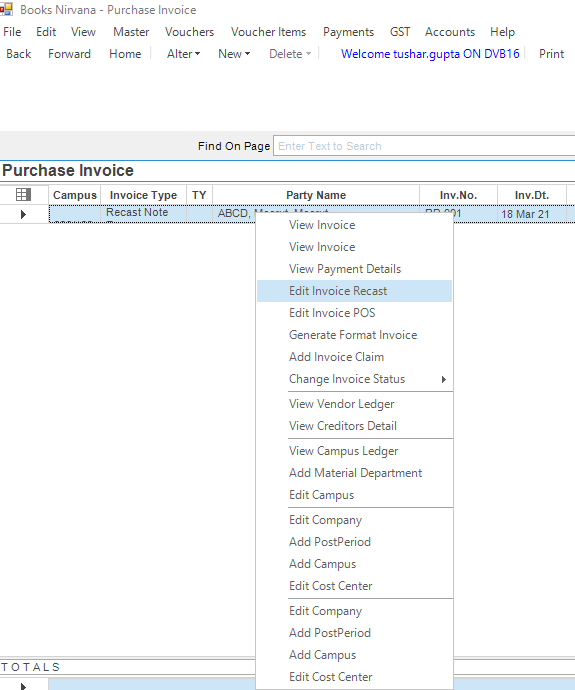 Books Nirvana - Purchase Invoice
File Edit View Master Vouchers Voucher Items Payments GST Accounts Help
Back Forward Home Alter New Delete Welcome tushar.gupta ON DVB16 Print
Find On Page Enter Text to Search
Purchase Invoice
Campus Invoice Type TY Party Name Inv.No. Inv.Dt.
Recast Note ABCD, 18 Mar 21
View Invoice
View Invoice
View Payment Details
Edit Invoice Recast
Edit Invoice POS
Generate Format Invoice
Add Invoice Claim
Change Invoice Status
View Vendor Ledger
View Creditors Detail
View Campus Ledger
Add Material Department
Edit Campus
Edit Company
Add PostPeriod
Add Campus
Edit Cost Center
Edit Company
Add PostPeriod
Add Campus
Edit Cost Center
TOTALS